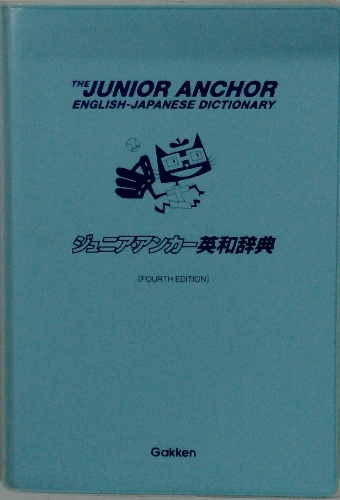 THE JUNIOR ANCHOR
ENGLISH-JAPANESE DICTIONARY
ジュニア・アンカー英和辞典
〔FOURTH EDITION〕
Gakken